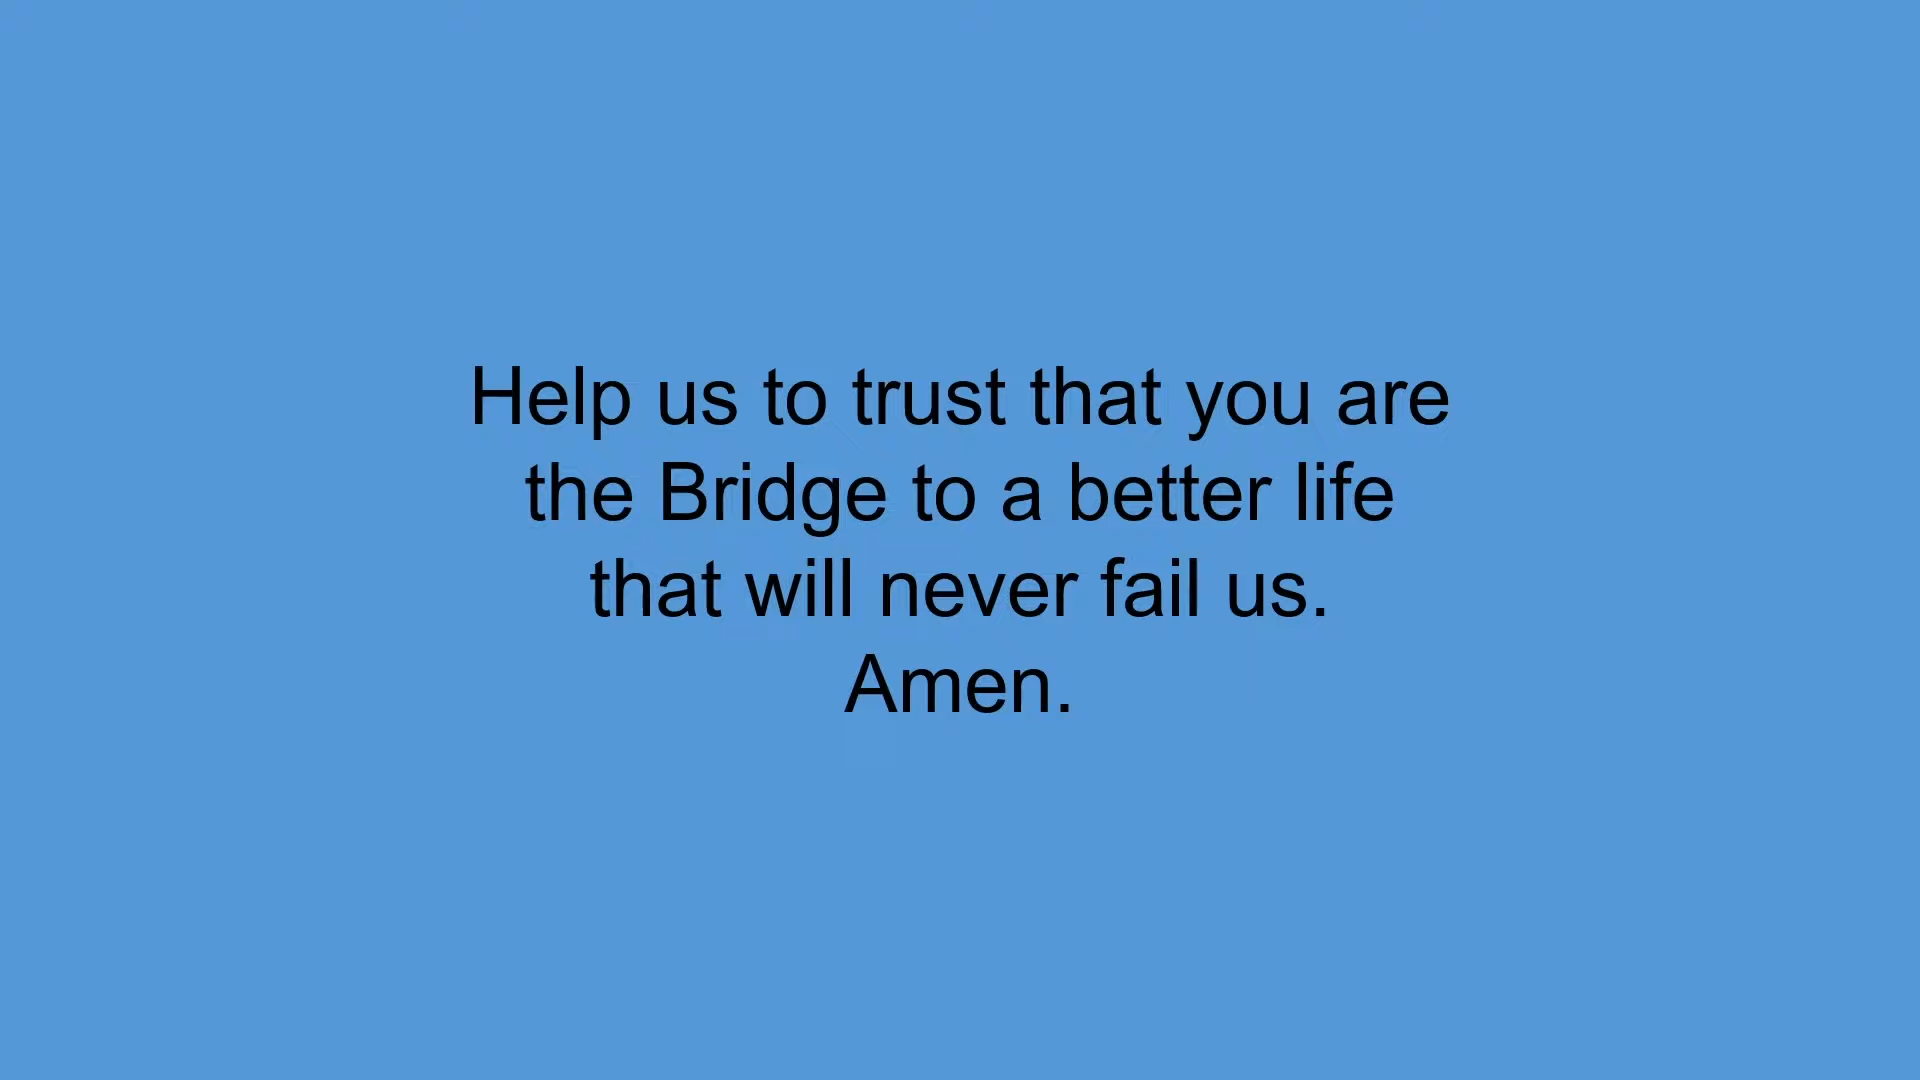 Help us to trust that you are
the Bridge to a better life
that will never fail us.
Amen.